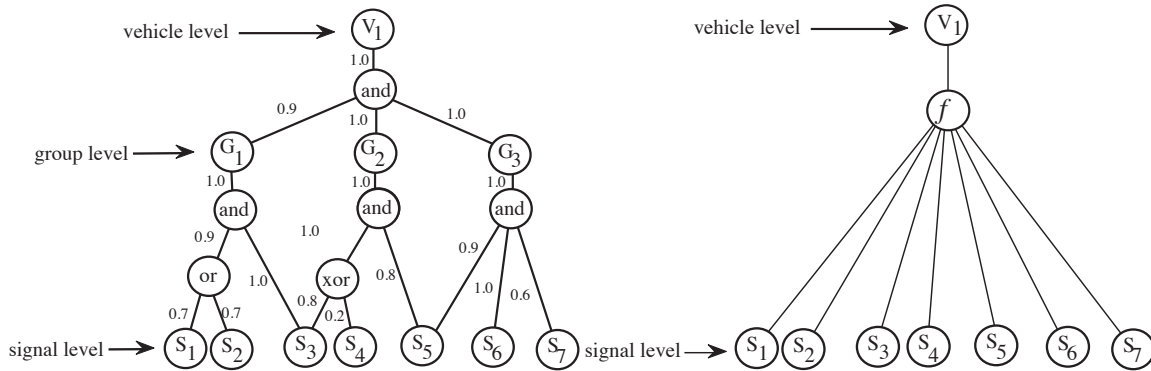 vehicle level V1 vehicle level V1
1.0
and
0.9 1.0 1.0 f
group level G1 G2 G3
1.0 1.0 1.0
and and and
0.9 1.0 0.9
or 1.0 xor 0.8 1.0 0.6
0.7 0.7 0.8 0.2
signal level S1 S2 S3 S4 S5 S6 S7 signal level S1 S2 S3 S4 S5 S6 S7